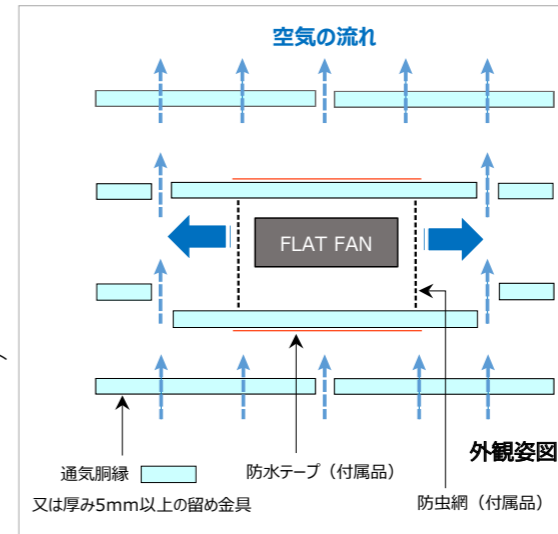 空気の流れ
FLAT FAN
外観姿図
通気胴縁
防水テープ（付属品）
又は厚み5mm以上の留め金具
防虫網（付属品）